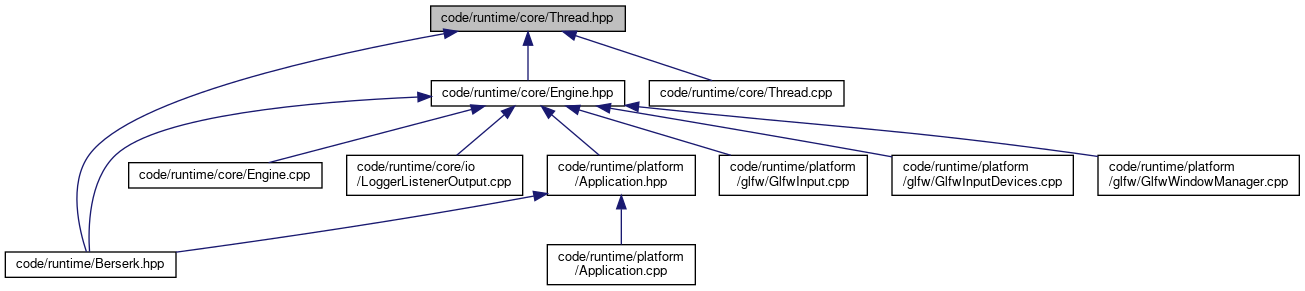 code/runtime/core/Thread.hpp
code/runtime/core/Engine.hpp
code/runtime/core/Thread.cpp
code/runtime/core/Engine.cpp
code/runtime/core/io
/LoggerListenerOutput.cpp
code/runtime/platform
/Application.hpp
code/runtime/platform
/glfw/GlfwInput.cpp
code/runtime/platform
/glfw/GlfwInputDevices.cpp
code/runtime/platform
/glfw/GlfwWindowManager.cpp
code/runtime/Berserk.hpp
code/runtime/platform
/Application.cpp